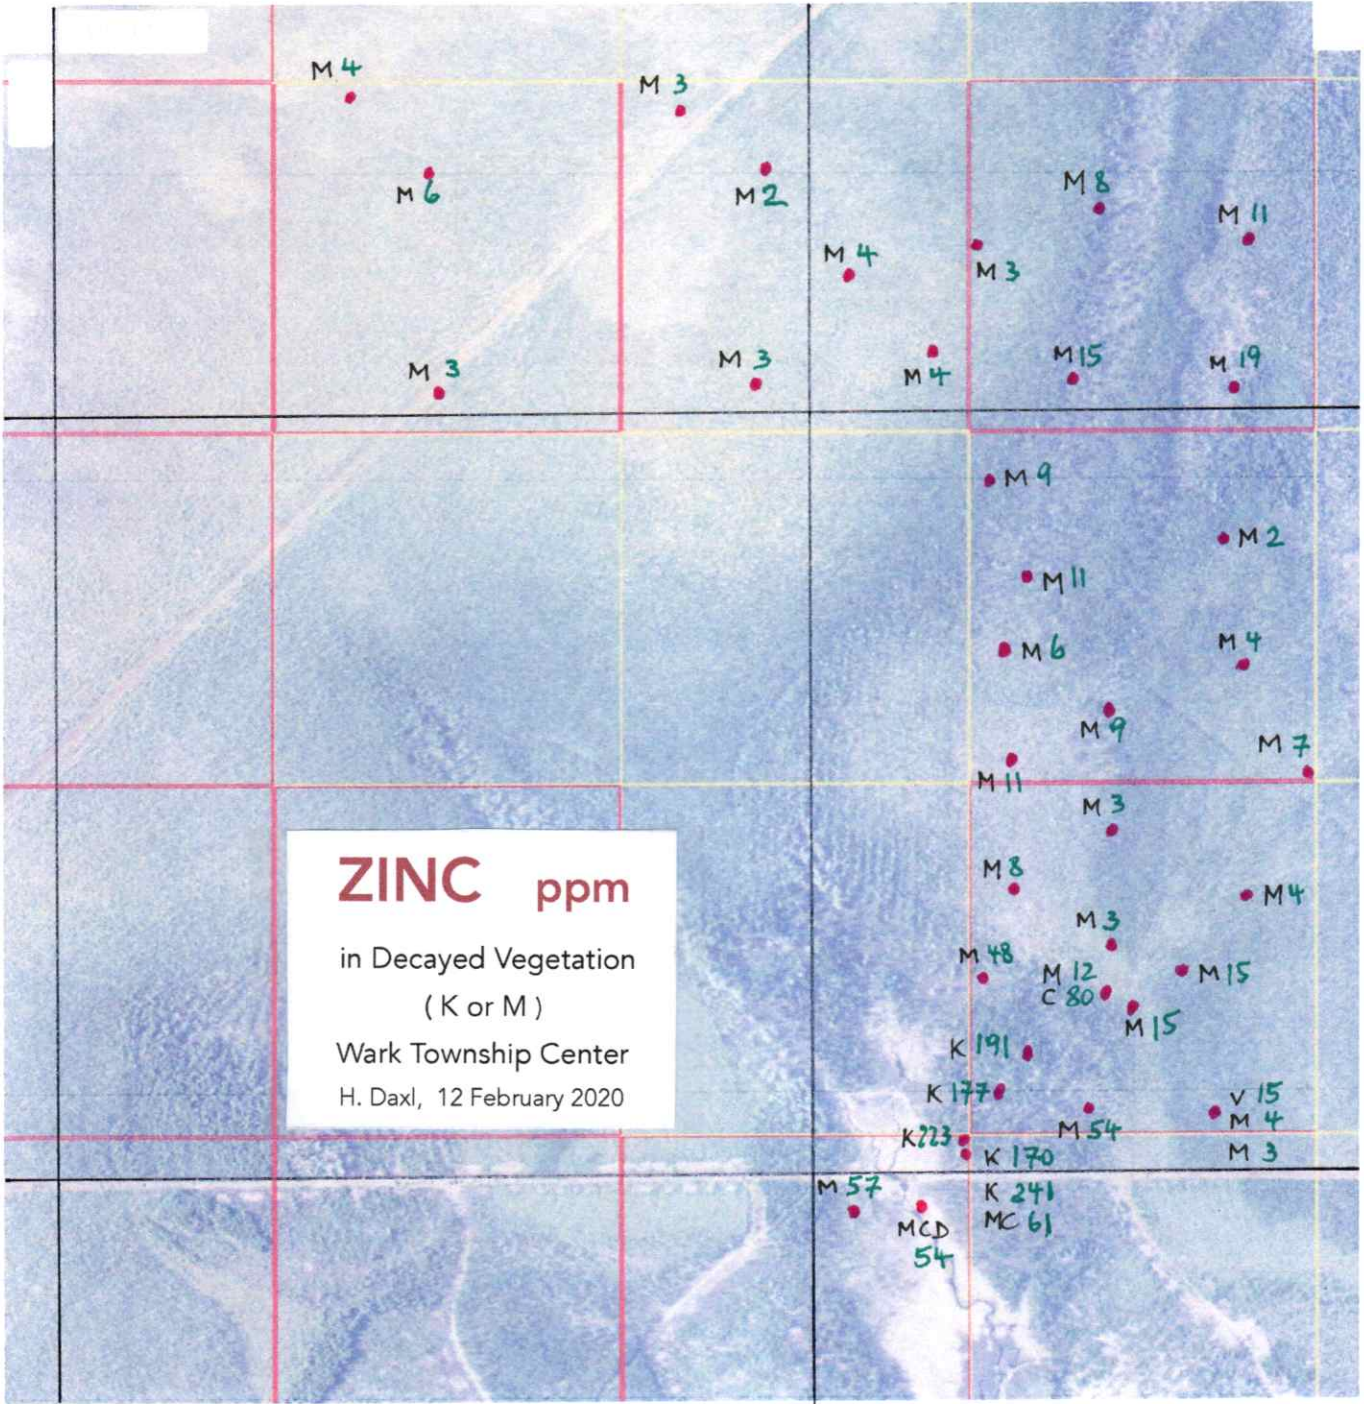 M 4
M 3
M 6
M 2
M 8
M 11
M 4
M 3
M 3
M 3
M 4
M 15
M 19
M 9
M 2
M 11
M 6
M 4
M 9
M 7
M 11
M 3
M 8
M 4
M 3
M 48
M 12
C 80
M 15
M 15
K 191
K 177
V 15
M 4
M 3
M 54
K 223
K 170
K 241
MC 61
M 57
MCD
54
ZINC ppm
in Decayed Vegetation
( K or M )
Wark Township Center
H. Daxl, 12 February 2020